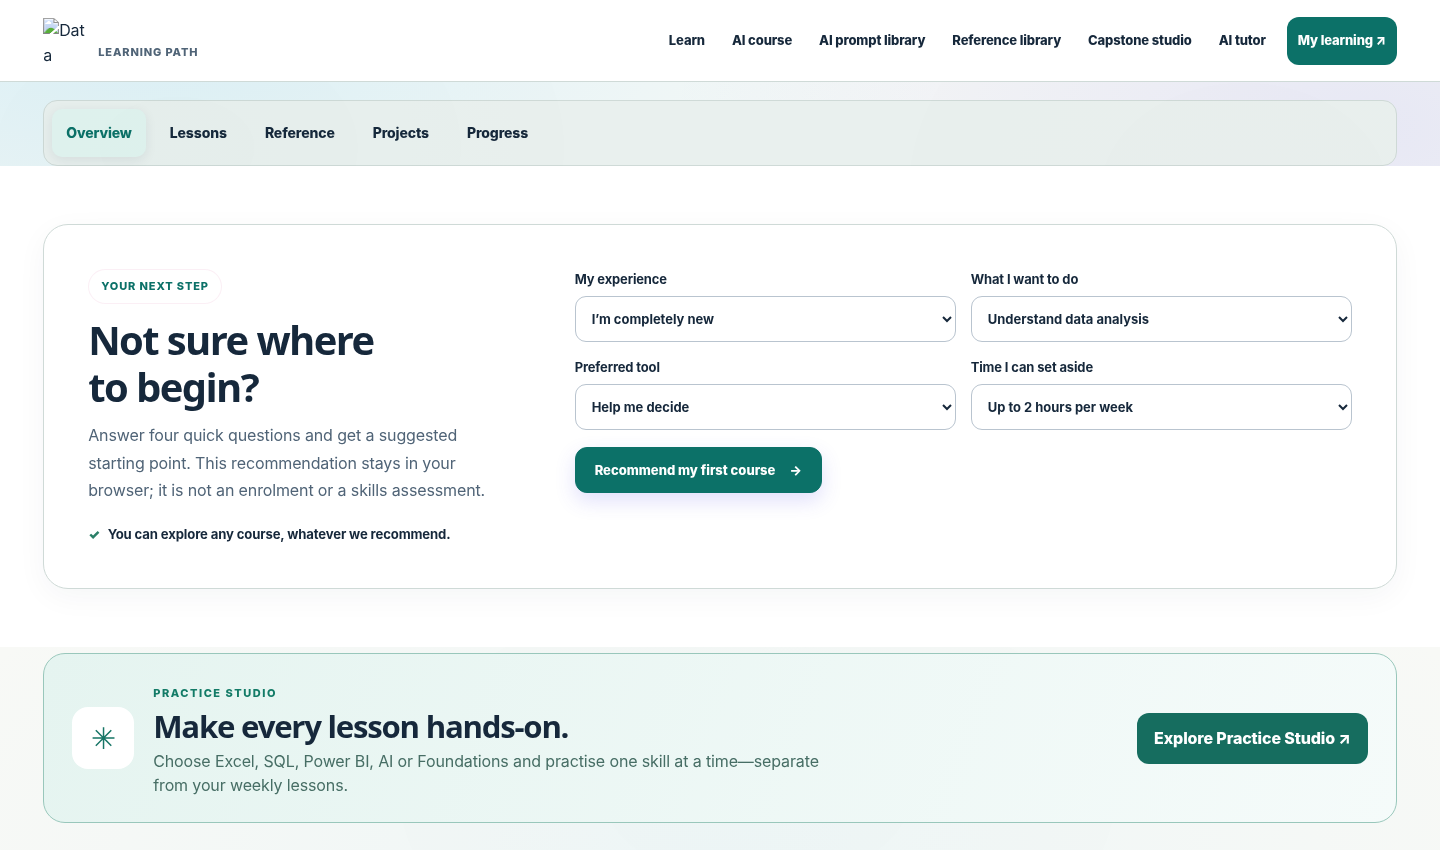 Dat
a
LEARNING PATH
Learn
AI course
AI prompt library
Reference library
Capstone studio
AI tutor
My learning ↗
Overview
Lessons
Reference
Projects
Progress
YOUR NEXT STEP
Not sure where
to begin?
Answer four quick questions and get a suggested
starting point. This recommendation stays in your
browser; it is not an enrolment or a skills assessment.
✓ You can explore any course, whatever we recommend.
My experience
I’m completely new
What I want to do
Understand data analysis
Preferred tool
Help me decide
Time I can set aside
Up to 2 hours per week
Recommend my first course →
PRACTICE STUDIO
Make every lesson hands-on.
Choose Excel, SQL, Power BI, AI or Foundations and practise one skill at a time—separate
from your weekly lessons.
Explore Practice Studio ↗